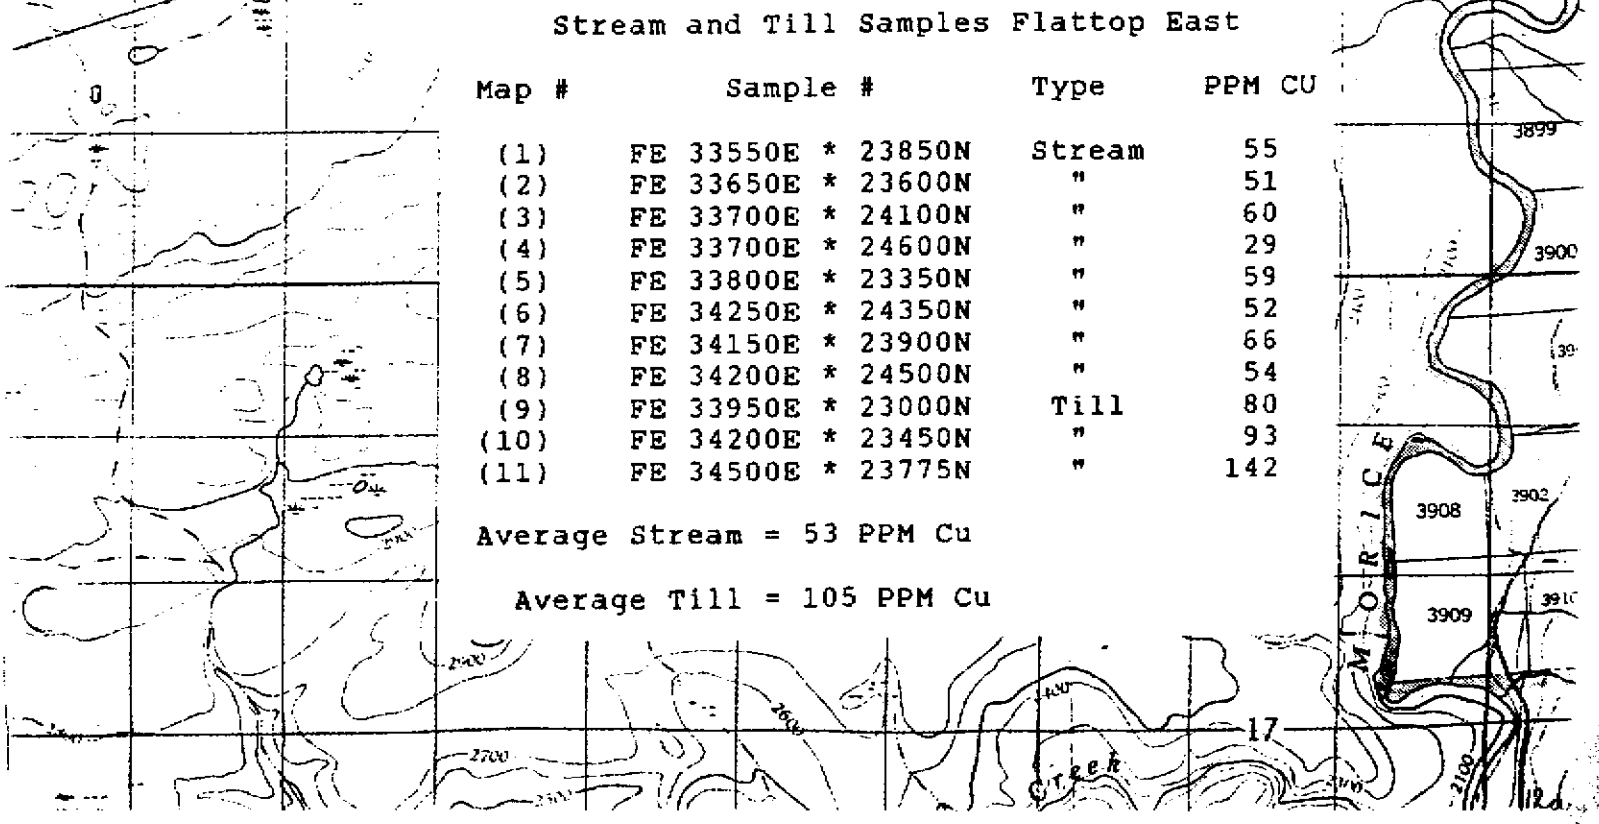 Stream and Till Samples Flattop East
Map # Sample # Type PPM CU
(1) FE 33550E * 23850N Stream 55
(2) FE 33650E * 23600N " 51
(3) FE 33700E * 24100N " 60
(4) FE 33700E * 24600N " 29
(5) FE 33800E * 23350N " 59
(6) FE 34250E * 24350N " 52
(7) FE 34150E * 23900N " 66
(8) FE 34200E * 24500N " 54
(9) FE 33950E * 23000N Till 80
(10) FE 34200E * 23450N " 93
(11) FE 34500E * 23775N " 142
Average Stream = 53 PPM Cu
Average Till = 105 PPM Cu
3899
3900
3902
3908
3909
MORICE
2900
2600
2700
17
Creek
2100